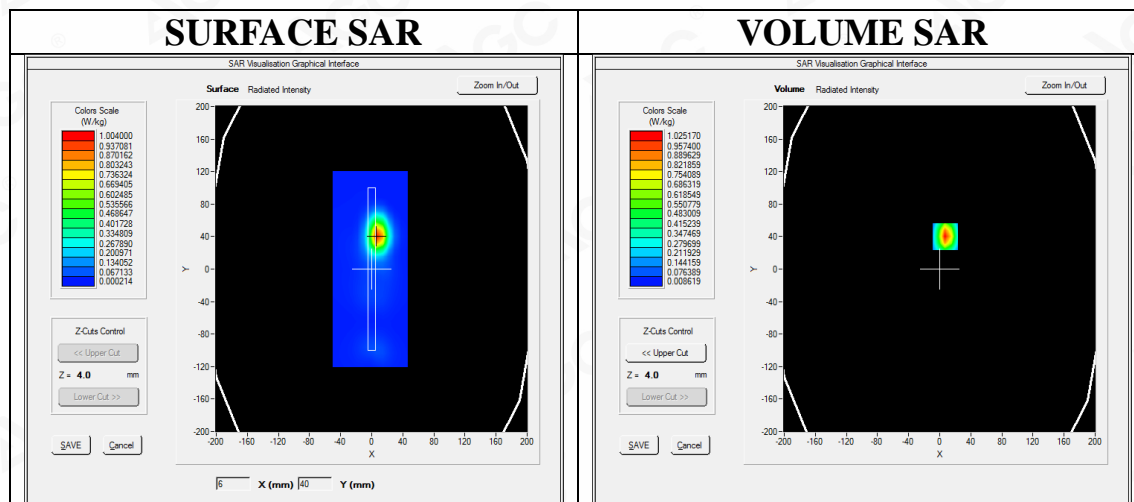 SURFACE SAR
VOLUME SAR
SAR Visualisation Graphical Interface
Surface Radiated Intensity
Zoom In/Out
Colors Scale
(W/kg)
1.004000
0.937081
0.870162
0.803243
0.736324
0.669405
0.602485
0.535566
0.468647
0.401728
0.334809
0.267890
0.200971
0.134052
0.067133
0.000214
Z-Cuts Control
<< Upper Cut
Z = 4.0 mm
Lower Cut >>
SAVE Cancel
200-
160-
120-
80-
40-
0-
-40-
-80-
-120-
-160-
-200-
Y
-200 -160 -120 -80 -40 0 40 80 120 160 200
X
6 X (mm) 40 Y (mm)
SAR Visualisation Graphical Interface
Volume Radiated Intensity
Zoom In/Out
Colors Scale
(W/kg)
1.025170
0.957400
0.889629
0.821859
0.754089
0.686319
0.618549
0.550779
0.483009
0.415239
0.347469
0.279699
0.211929
0.144159
0.076389
0.008619
Z-Cuts Control
<< Upper Cut
Z = 4.0 mm
Lower Cut >>
SAVE Cancel
200-
160-
120-
80-
40-
0-
-40-
-80-
-120-
-160-
-200-
Y
-200 -160 -120 -80 -40 0 40 80 120 160 200
X